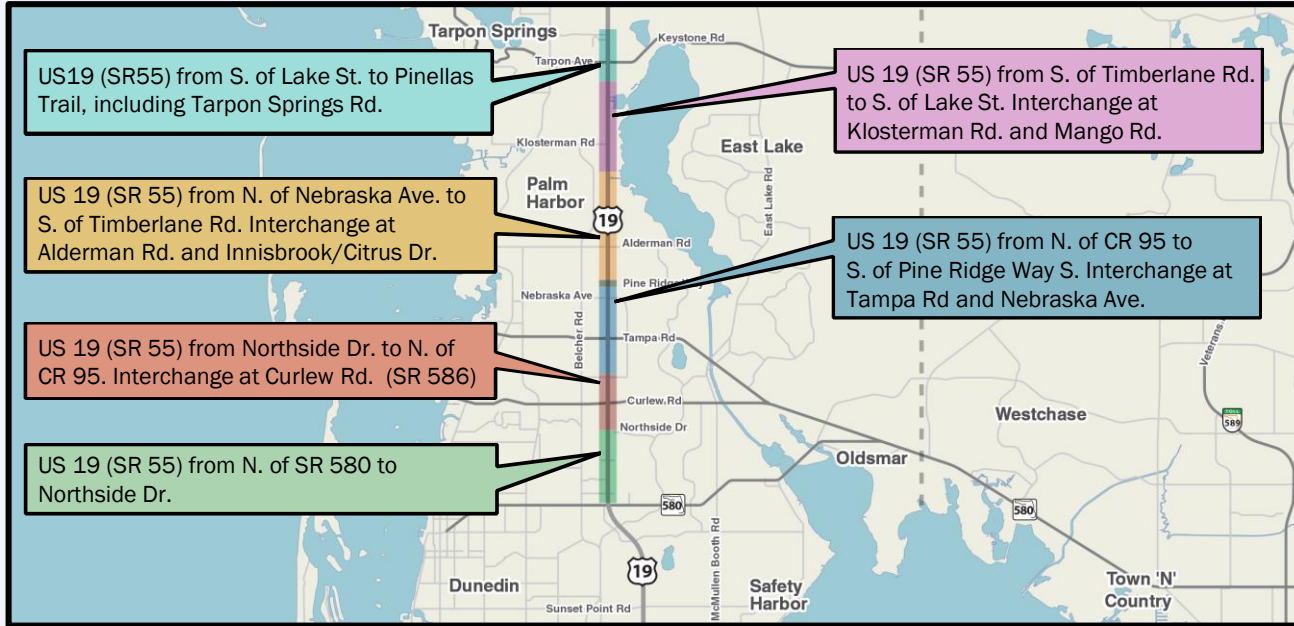 Tarpon Springs
Keystone Rd
Tarpon Ave
US19 (SR55) from S. of Lake St. to Pinellas
Trail, including Tarpon Springs Rd.
US 19 (SR 55) from S. of Timberlane Rd.
to S. of Lake St. Interchange at
Klosterman Rd. and Mango Rd.
Klosterman Rd
East Lake
East Lake Rd
Palm
Harbor
19
US 19 (SR 55) from N. of Nebraska Ave. to
S. of Timberlane Rd. Interchange at
Alderman Rd. and Innisbrook/Citrus Dr.
Alderman Rd
US 19 (SR 55) from N. of CR 95 to
S. of Pine Ridge Way S. Interchange at
Tampa Rd and Nebraska Ave.
Pine Ridge Way
Nebraska Ave
Belcher Rd
Tampa Rd
Veterans
US 19 (SR 55) from Northside Dr. to N. of
CR 95. Interchange at Curlew Rd.  (SR 586)
Curlew Rd
Northside Dr
Westchase
TOLL
589
Oldsmar
US 19 (SR 55) from N. of SR 580 to
Northside Dr.
580
580
McMullen Booth Rd
19
Dunedin
Safety
Harbor
Town 'N'
Country
Sunset Point Rd